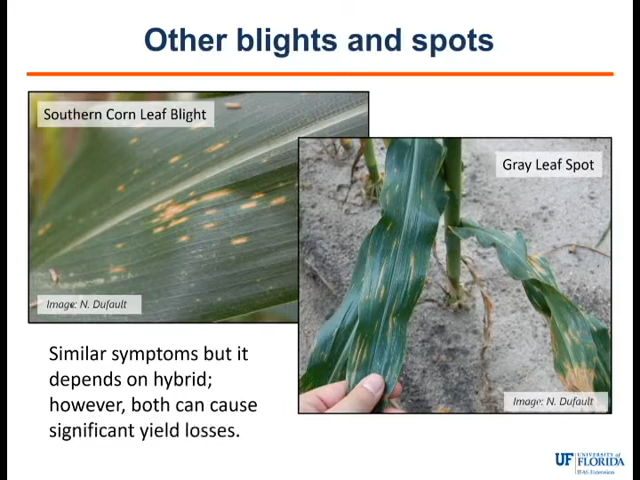 Other blights and spots
Southern Corn Leaf Blight
Gray Leaf Spot
Image: N. Dufault
Similar symptoms but it
depends on hybrid;
however, both can cause
significant yield losses.
Image: N. Dufault
UF UNIVERSITY of
FLORIDA
IFAS Extension